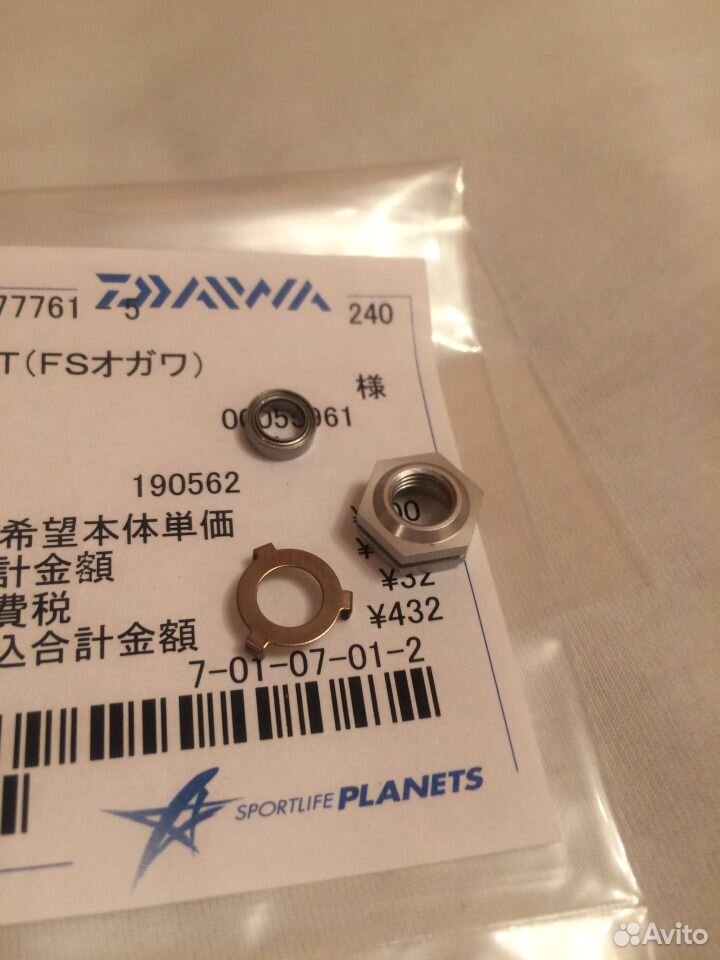 DAIWA
77761 - 5 240
T(FSオガワ)
様
190562
希望本体単価
計金額
¥32
費税
¥432
込合計金額
7-01-07-01-2
SPORTLIFE PLANETS
Avito